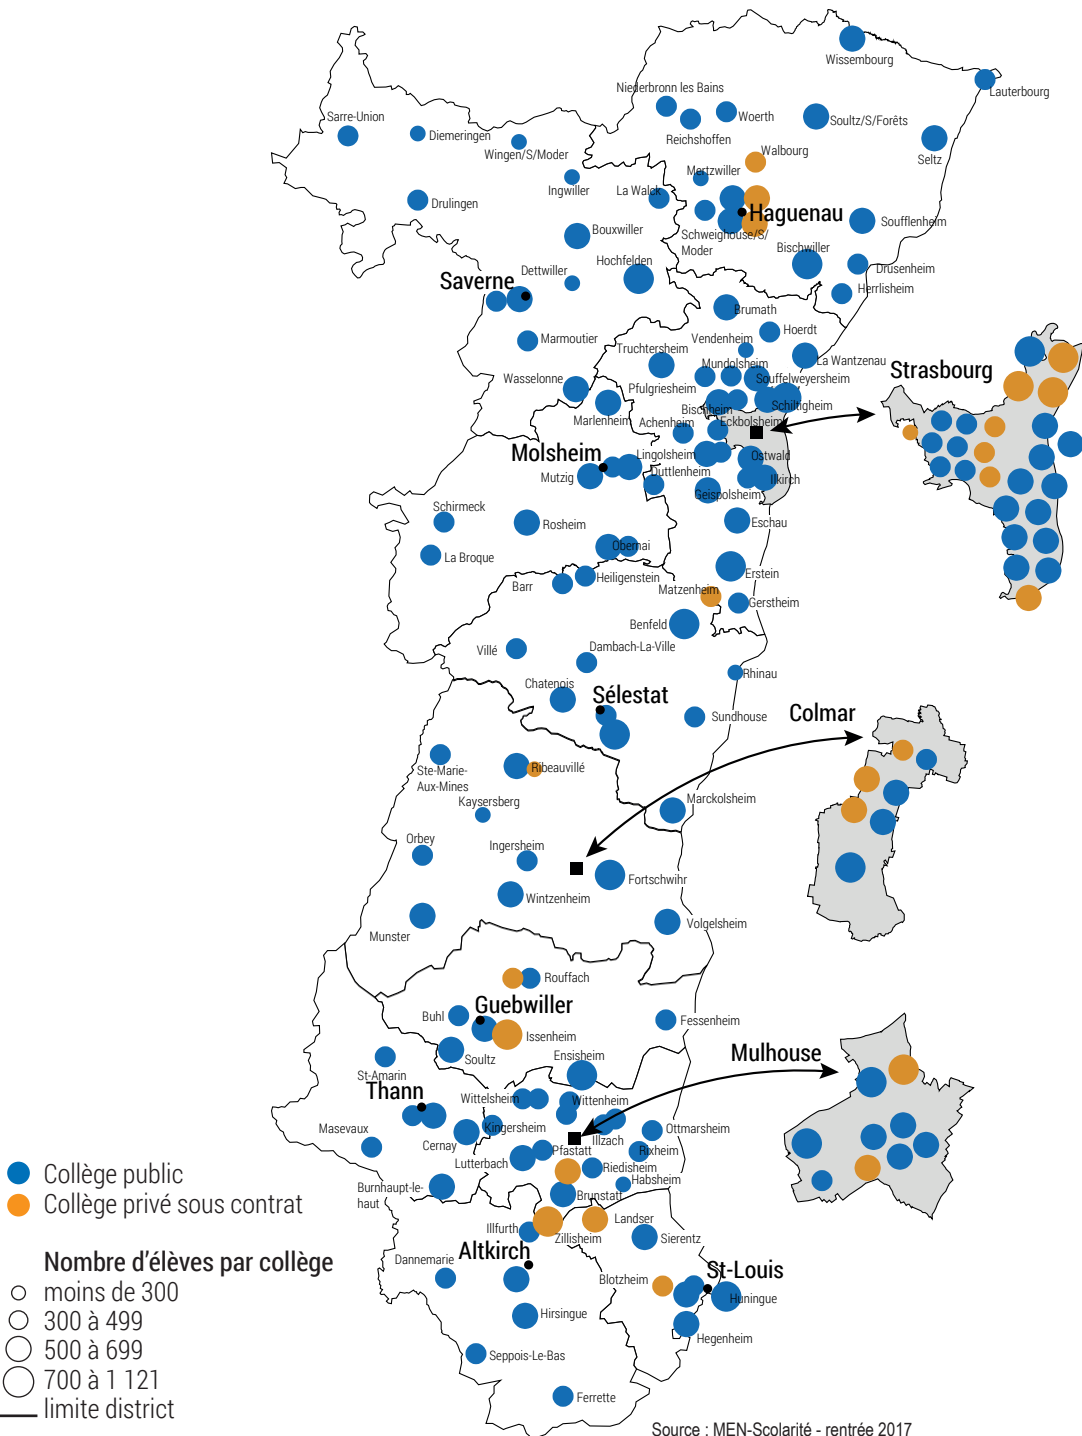 Wissembourg
Lauterbourg
Niederbronn les Bains
Woerth
Soultz/S/Forêts
Reichshoffen
Seltz
Sarre-Union
Diemeringen
Wingen/S/Moder
Walbourg
Mertzwiller
Ingwiller
La Walck
Drulingen
Haguenau
Soufflenheim
Schweighouse/S/
Moder
Bouxwiller
Bischwiller
Hochfelden
Dettwiller
Drusenheim
Saverne
Herrlisheim
Brumath
Hoerdt
Marmoutier
Vendenheim
Truchtersheim
La Wantzenau
Mundolsheim
Strasbourg
Wasselonne
Pfulgriesheim
Souffelweyersheim
Schiltigheim
Bischheim
Marlenheim
Achenheim
Eckbolsheim
Molsheim
Lingolsheim
Ostwald
Mutzig
Duttlenheim
Illkirch
Geispolsheim
Schirmeck
Rosheim
Eschau
La Broque
Obernai
Erstein
Barr
Heiligenstein
Matzenheim
Gerstheim
Benfeld
Villé
Dambach-La-Ville
Rhinau
Chatenois
Sélestat
Sundhouse
Colmar
Ste-Marie-
Aux-Mines
Ribeauvillé
Kaysersberg
Marckolsheim
Orbey
Ingersheim
Fortschwihr
Wintzenheim
Munster
Volgelsheim
Rouffach
Guebwiller
Buhl
Issenheim
Fessenheim
Soultz
Ensisheim
Mulhouse
St-Amarin
Thann
Wittelsheim
Wittenheim
Masevaux
Kingersheim
Illzach
Ottmarsheim
Cernay
Pfastatt
Rixheim
Lutterbach
Riedisheim
Habsheim
Burnhaupt-le-
haut
Brunstatt
Illfurth
Landser
Zillisheim
Sierentz
Altkirch
Dannemarie
Blotzheim
St-Louis
Huningue
Hirsingue
Hegenheim
Seppois-Le-Bas
Ferrette
Collège public
Collège privé sous contrat
Nombre d'élèves par collège
moins de 300
300 à 499
500 à 699
700 à 1 121
limite district
Source : MEN-Scolarité - rentrée 2017